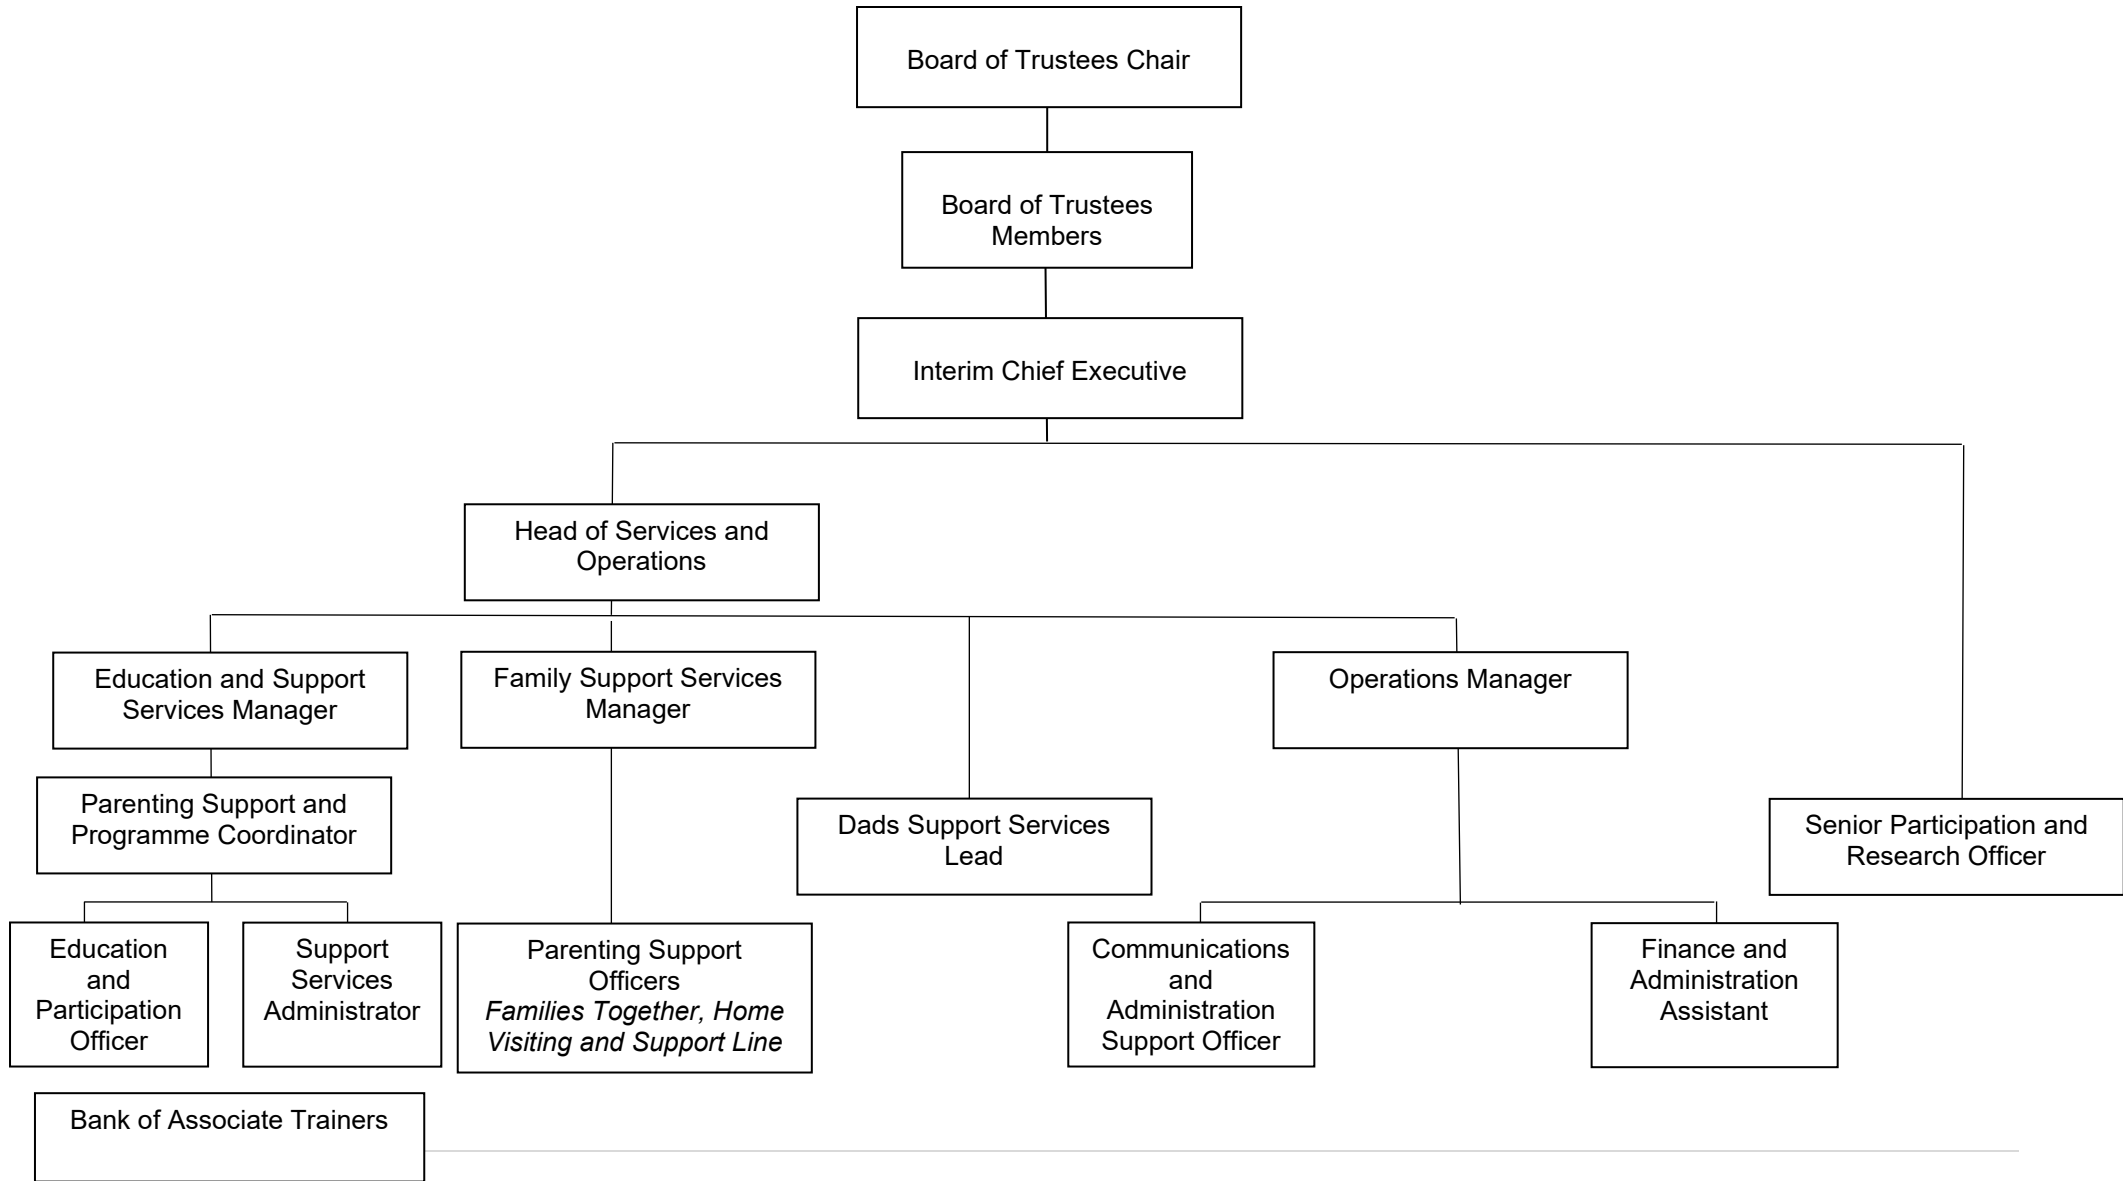 Board of Trustees Chair
Board of Trustees
Members
Interim Chief Executive
Head of Services and
Operations
Education and Support
Services Manager
Family Support Services
Manager
Operations Manager
Parenting Support and
Programme Coordinator
Dads Support Services
Lead
Senior Participation and
Research Officer
Education
and
Participation
Officer
Support
Services
Administrator
Parenting Support
Officers
Families Together, Home
Visiting and Support Line
Communications
and
Administration
Support Officer
Finance and
Administration
Assistant
Bank of Associate Trainers